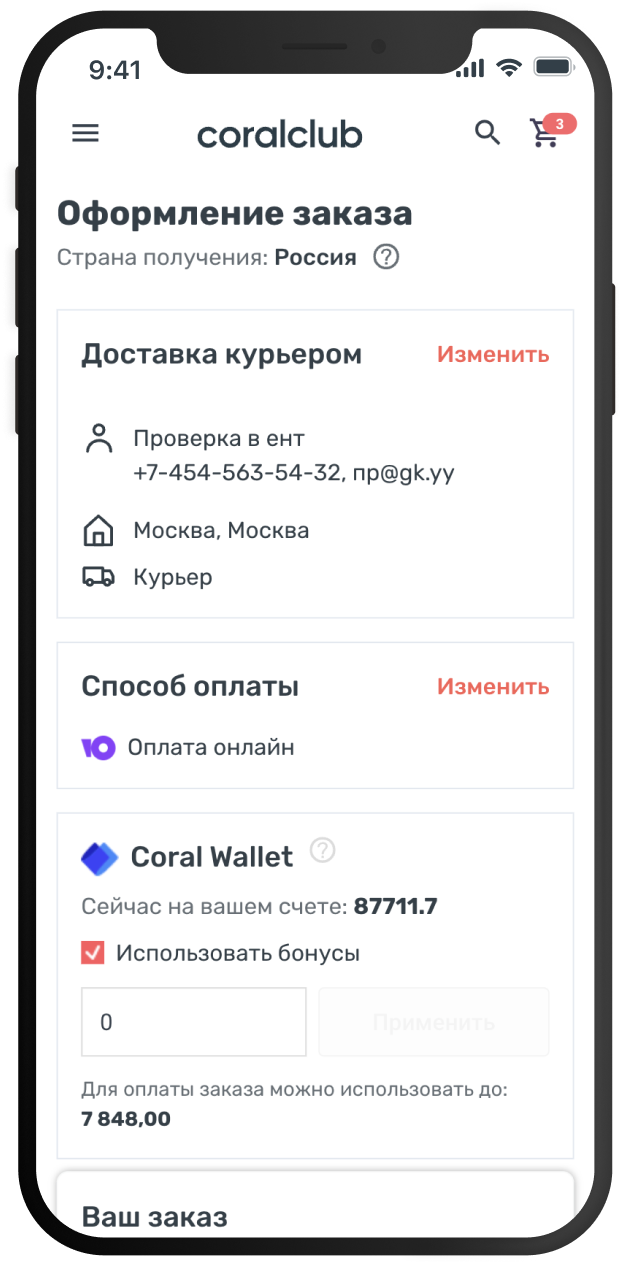 9:41
coralclub
3
Оформление заказа
Страна получения: Россия ?
Доставка курьером
Изменить
Проверка в ент
+7-454-563-54-32, пр@gk.yy
Москва, Москва
Курьер
Способ оплаты
Изменить
Ю Оплата онлайн
Coral Wallet ?
Сейчас на вашем счете: 87711.7
Использовать бонусы
0
Применить
Для оплаты заказа можно использовать до:
7 848,00
Ваш заказ